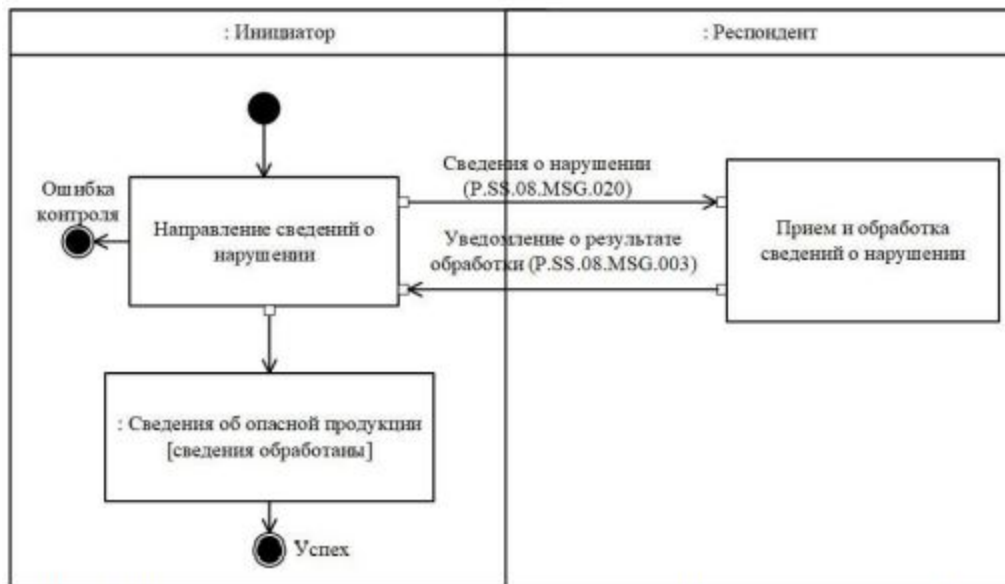 : Инициатор
: Респондент
Ошибка
контроля
Направление сведений о
нарушении
Сведения о нарушении
(P.SS.08.MSG.020)
Уведомление о результате
обработки (P.SS.08.MSG.003)
Прием и обработка
сведений о нарушении
: Сведения об опасной продукции
[сведения обработаны]
Успех